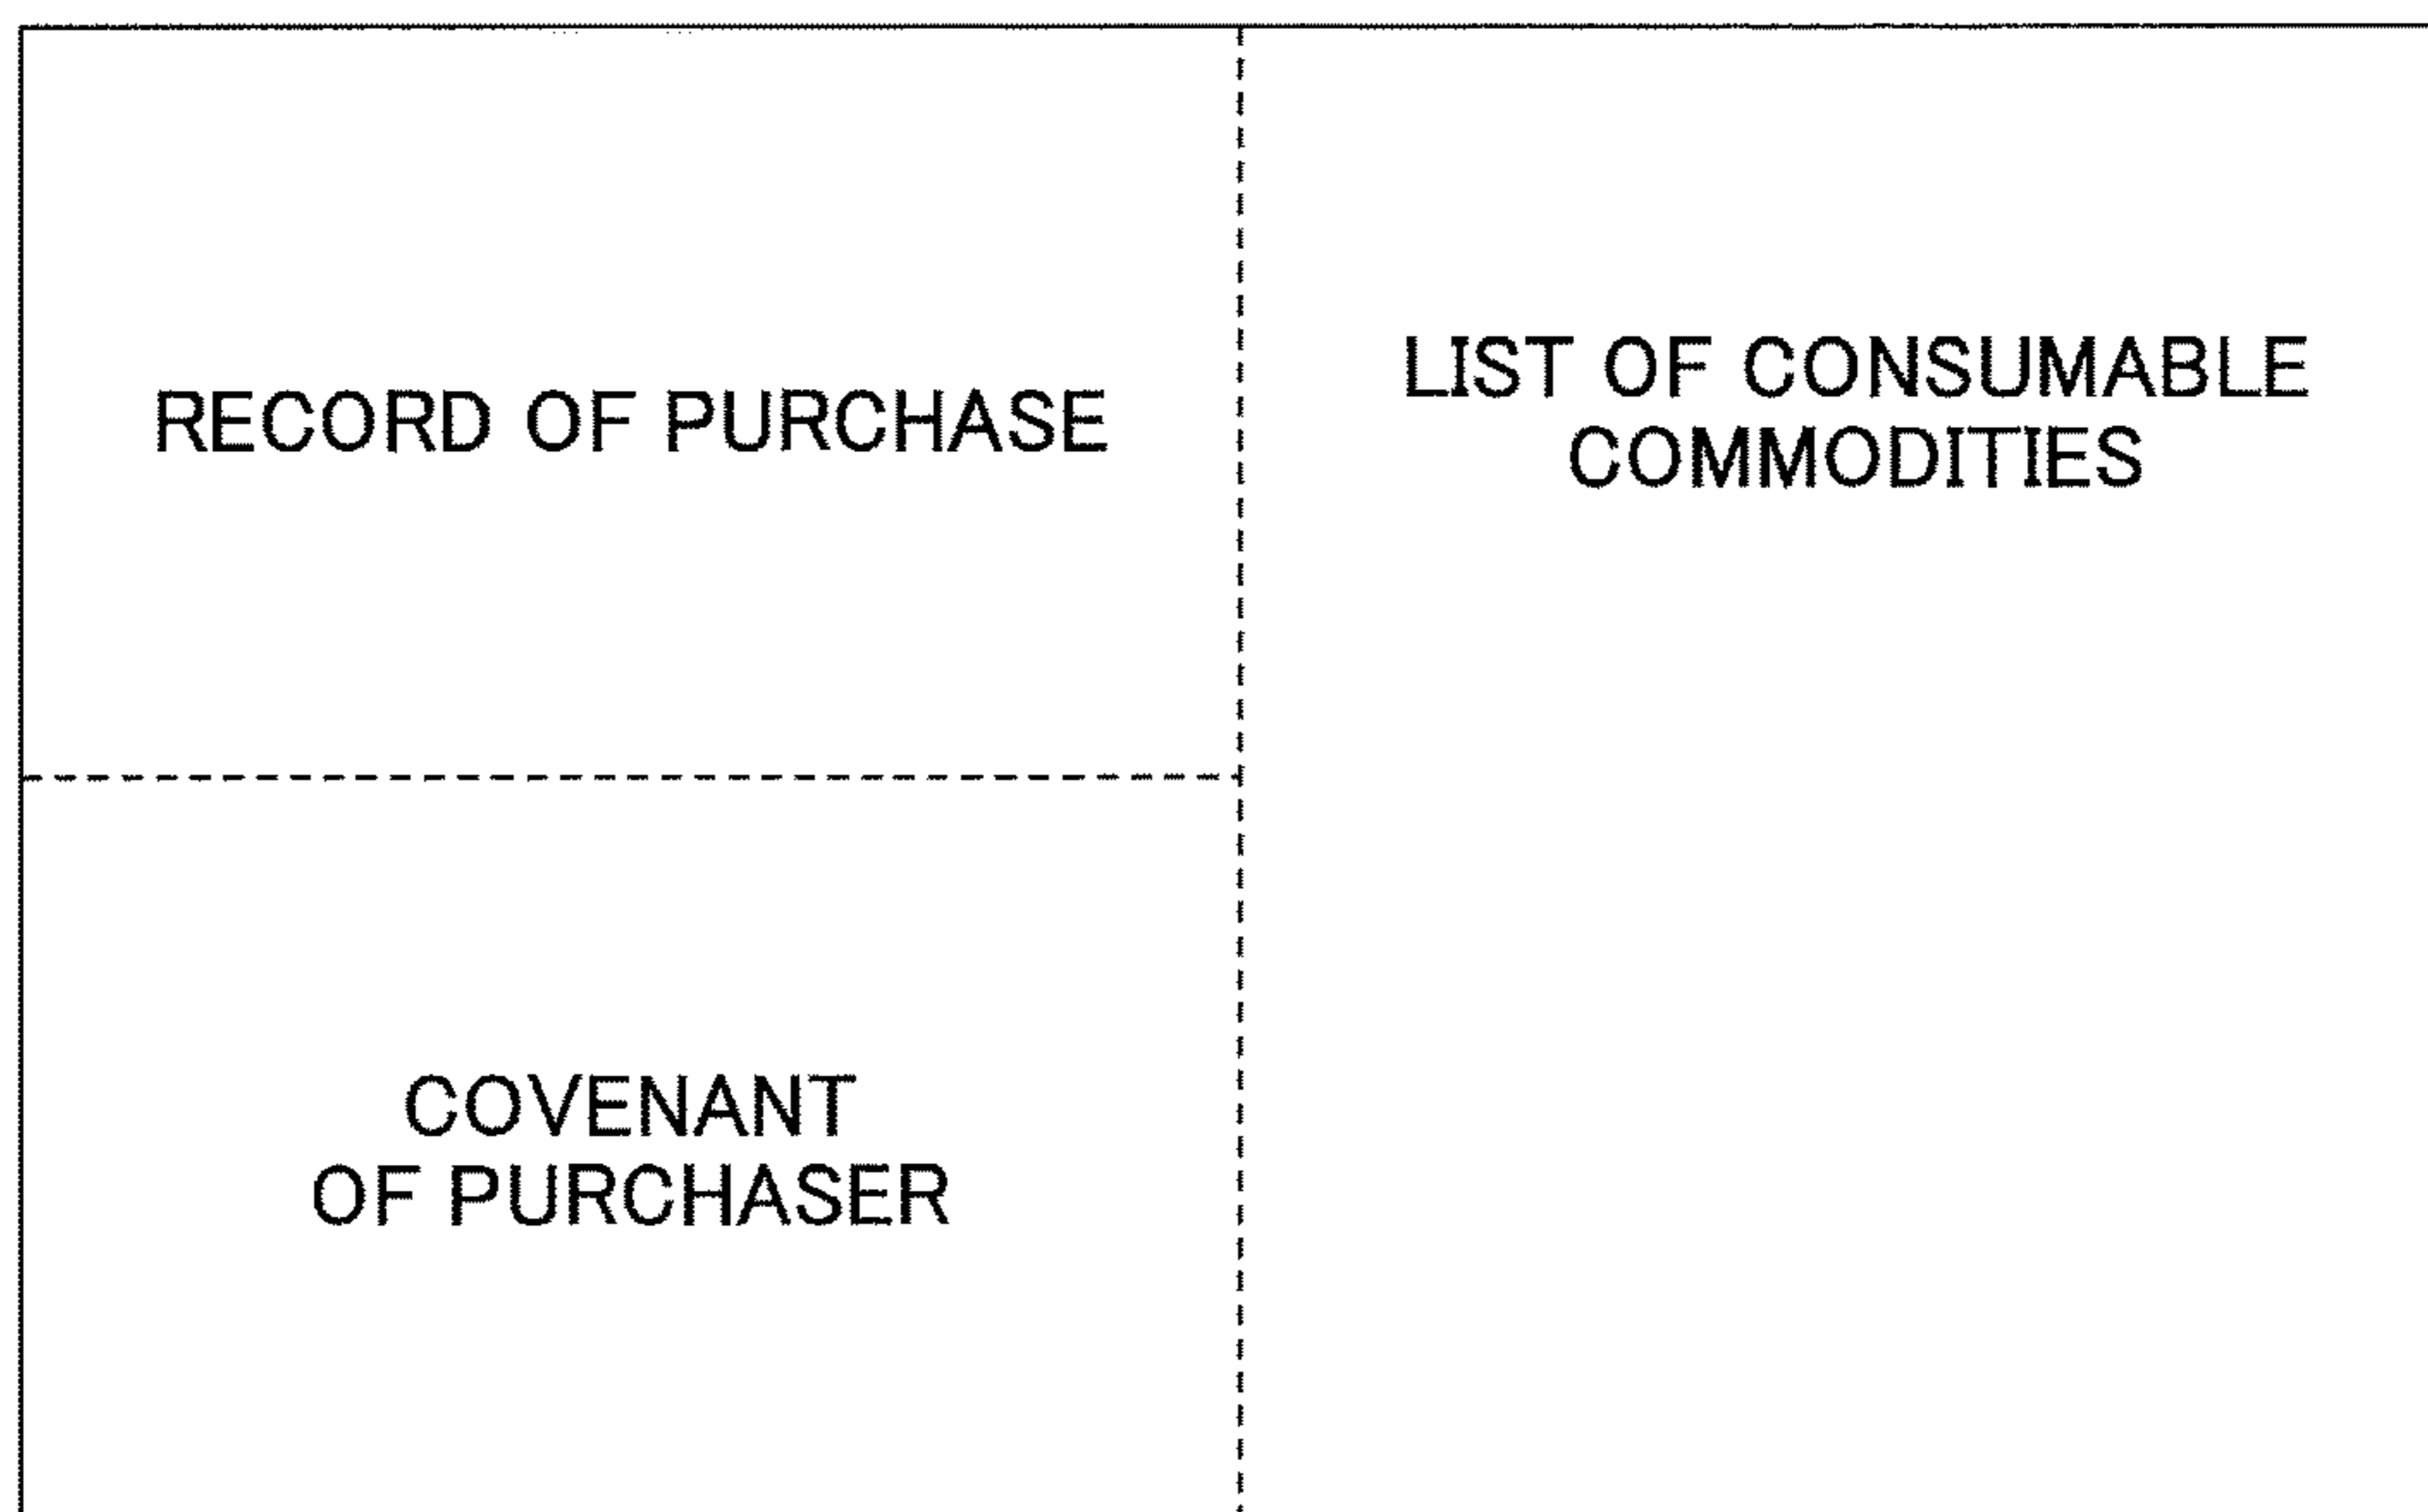 RECORD OF PURCHASE
COVENANT
OF PURCHASER
LIST OF CONSUMABLE
COMMODITIES